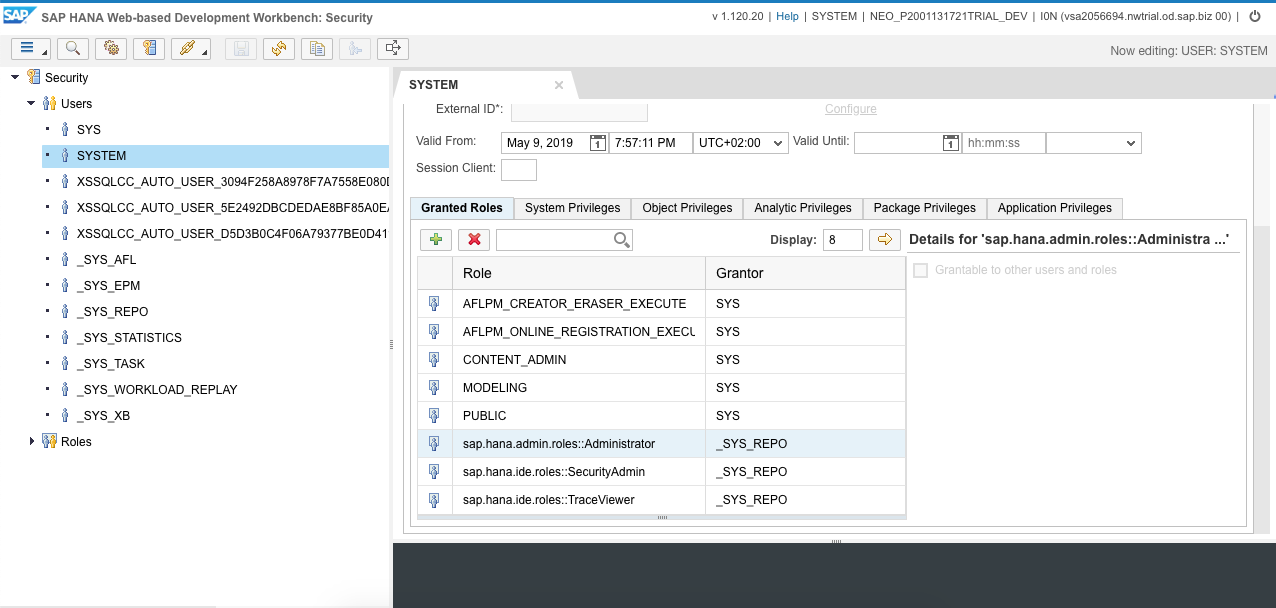 SAP SAP HANA Web-based Development Workbench: Security
v 1.120.20 | Help | SYSTEM | NEO_P2001131721TRIAL_DEV | I0N (vsa2056694.nwtrial.od.sap.biz 00) |
Now editing: USER: SYSTEM
Security
Users
SYS
SYSTEM
XSSQLCC_AUTO_USER_3094F258A8978F7A7558E080
XSSQLCC_AUTO_USER_5E2492DBCDEDAE8BF85A0EA
XSSQLCC_AUTO_USER_D5D3B0C4F06A79377BE0D41
_SYS_AFL
_SYS_EPM
_SYS_REPO
_SYS_STATISTICS
_SYS_TASK
_SYS_WORKLOAD_REPLAY
_SYS_XB
Roles
SYSTEM
External ID*: Configure
Valid From: May 9, 2019 1 7:57:11 PM UTC+02:00 Valid Until: 1 hh:mm:ss
Session Client:
Granted Roles System Privileges Object Privileges Analytic Privileges Package Privileges Application Privileges
Display: 8
Details for 'sap.hana.admin.roles::Administra ...'
Grantable to other users and roles
Role Grantor
AFLPM_CREATOR_ERASER_EXECUTE SYS
AFLPM_ONLINE_REGISTRATION_EXECU SYS
CONTENT_ADMIN SYS
MODELING SYS
PUBLIC SYS
sap.hana.admin.roles::Administrator _SYS_REPO
sap.hana.ide.roles::SecurityAdmin _SYS_REPO
sap.hana.ide.roles::TraceViewer _SYS_REPO